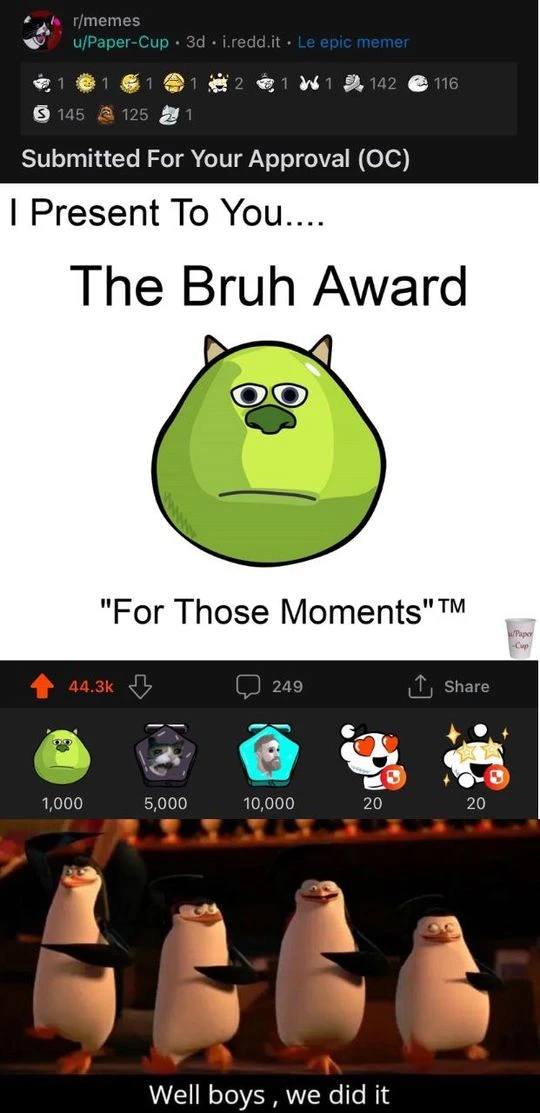 r/memes
u/Paper-Cup • 3d • i.redd.it • Le epic memer
1 1 1 1 2 1 1 142 116
145 125 1
Submitted For Your Approval (OC)
I Present To You....
The Bruh Award
"For Those Moments"™
u/Paper
-Cup
44.3k 249 Share
1,000 5,000 10,000 20 20
Well boys , we did it